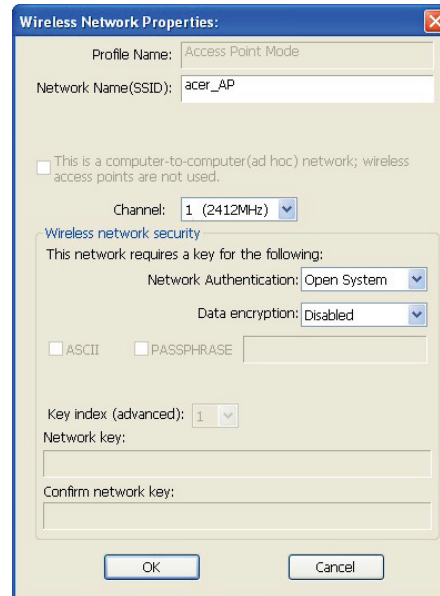 Wireless Network Properties:
Profile Name: Access Point Mode
Network Name(SSID): acer_AP
This is a computer-to-computer(ad hoc) network; wireless
access points are not used.
Channel: 1 (2412MHz)
Wireless network security
This network requires a key for the following:
Network Authentication: Open System
Data encryption: Disabled
ASCII PASSPHRASE
Key index (advanced): 1
Network key:
Confirm network key:
OK Cancel